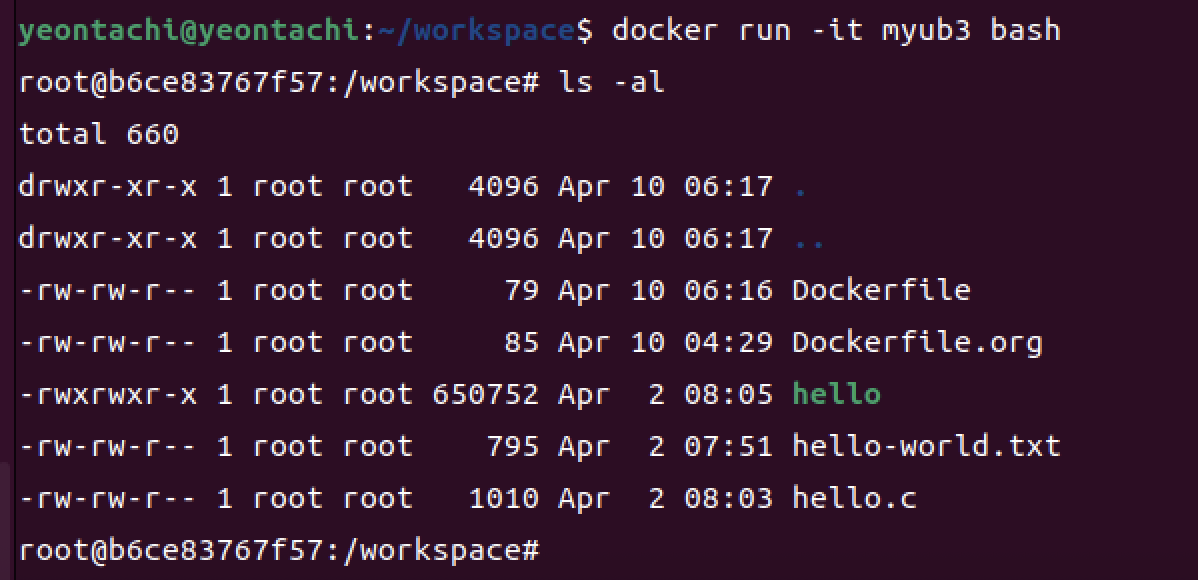 yeontachi@yeontachi:~/workspace$ docker run -it myub3 bash
root@b6ce83767f57:/workspace# ls -al
total 660
drwxr-xr-x 1 root root   4096 Apr 10 06:17 .
drwxr-xr-x 1 root root   4096 Apr 10 06:17 ..
-rw-rw-r-- 1 root root     79 Apr 10 06:16 Dockerfile
-rw-rw-r-- 1 root root     85 Apr 10 04:29 Dockerfile.org
-rwxrwxr-x 1 root root 650752 Apr  2 08:05 hello
-rw-rw-r-- 1 root root    795 Apr  2 07:51 hello-world.txt
-rw-rw-r-- 1 root root   1010 Apr  2 08:03 hello.c
root@b6ce83767f57:/workspace#